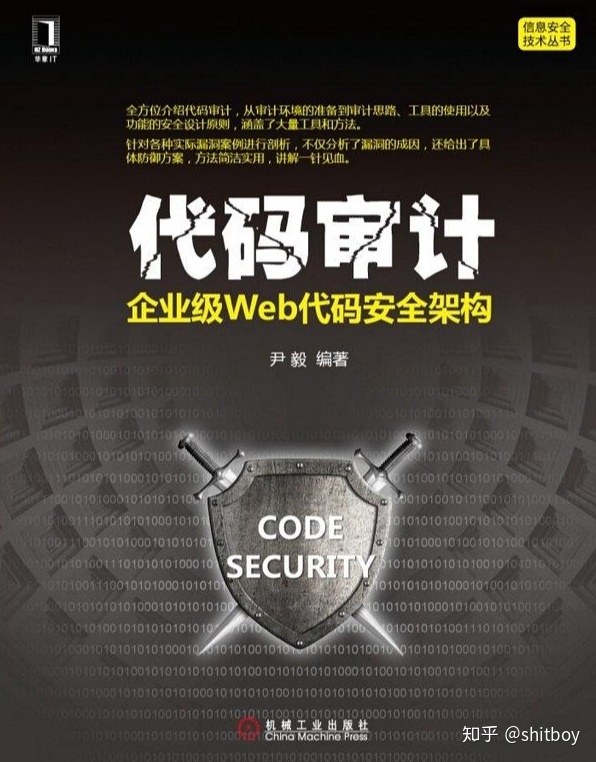 信息安全
技术丛书
HZ Books
华章IT
全方位介绍代码审计，从审计环境的准备到审计思路、工具的使用以及
功能的安全设计原则，涵盖了大量工具和方法。
针对各种实际漏洞案例进行剖析，不仅分析了漏洞的成因，还给出了具
体防御方案，方法简洁实用，讲解一针见血。
代码审计
企业级Web代码安全架构
尹毅 编著
CODE
SECURITY
机械工业出版社
China Machine Press
知乎 @shitboy